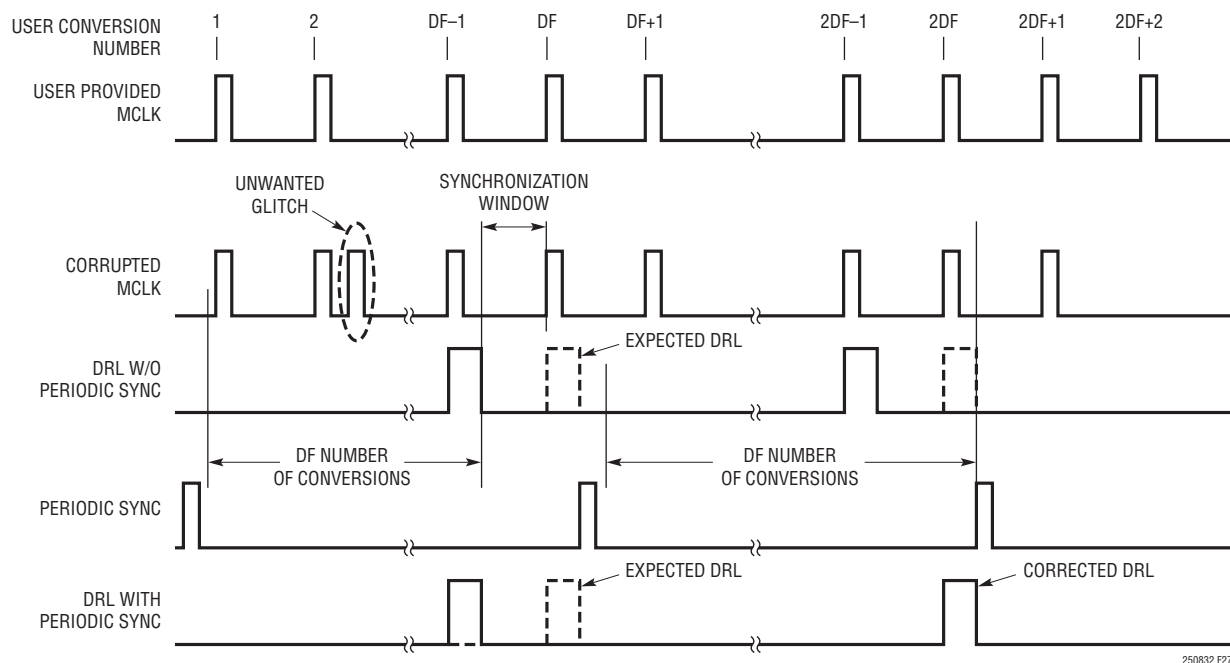 USER CONVERSION
NUMBER
1 2 DF–1 DF DF+1 2DF–1 2DF 2DF+1 2DF+2
USER PROVIDED
MCLK
UNWANTED
GLITCH
SYNCHRONIZATION
WINDOW
CORRUPTED
MCLK
DRL W/O
PERIODIC SYNC
EXPECTED DRL
DF NUMBER
OF CONVERSIONS
DF NUMBER
OF CONVERSIONS
PERIODIC SYNC
DRL WITH
PERIODIC SYNC
EXPECTED DRL
CORRECTED DRL
250832 F27